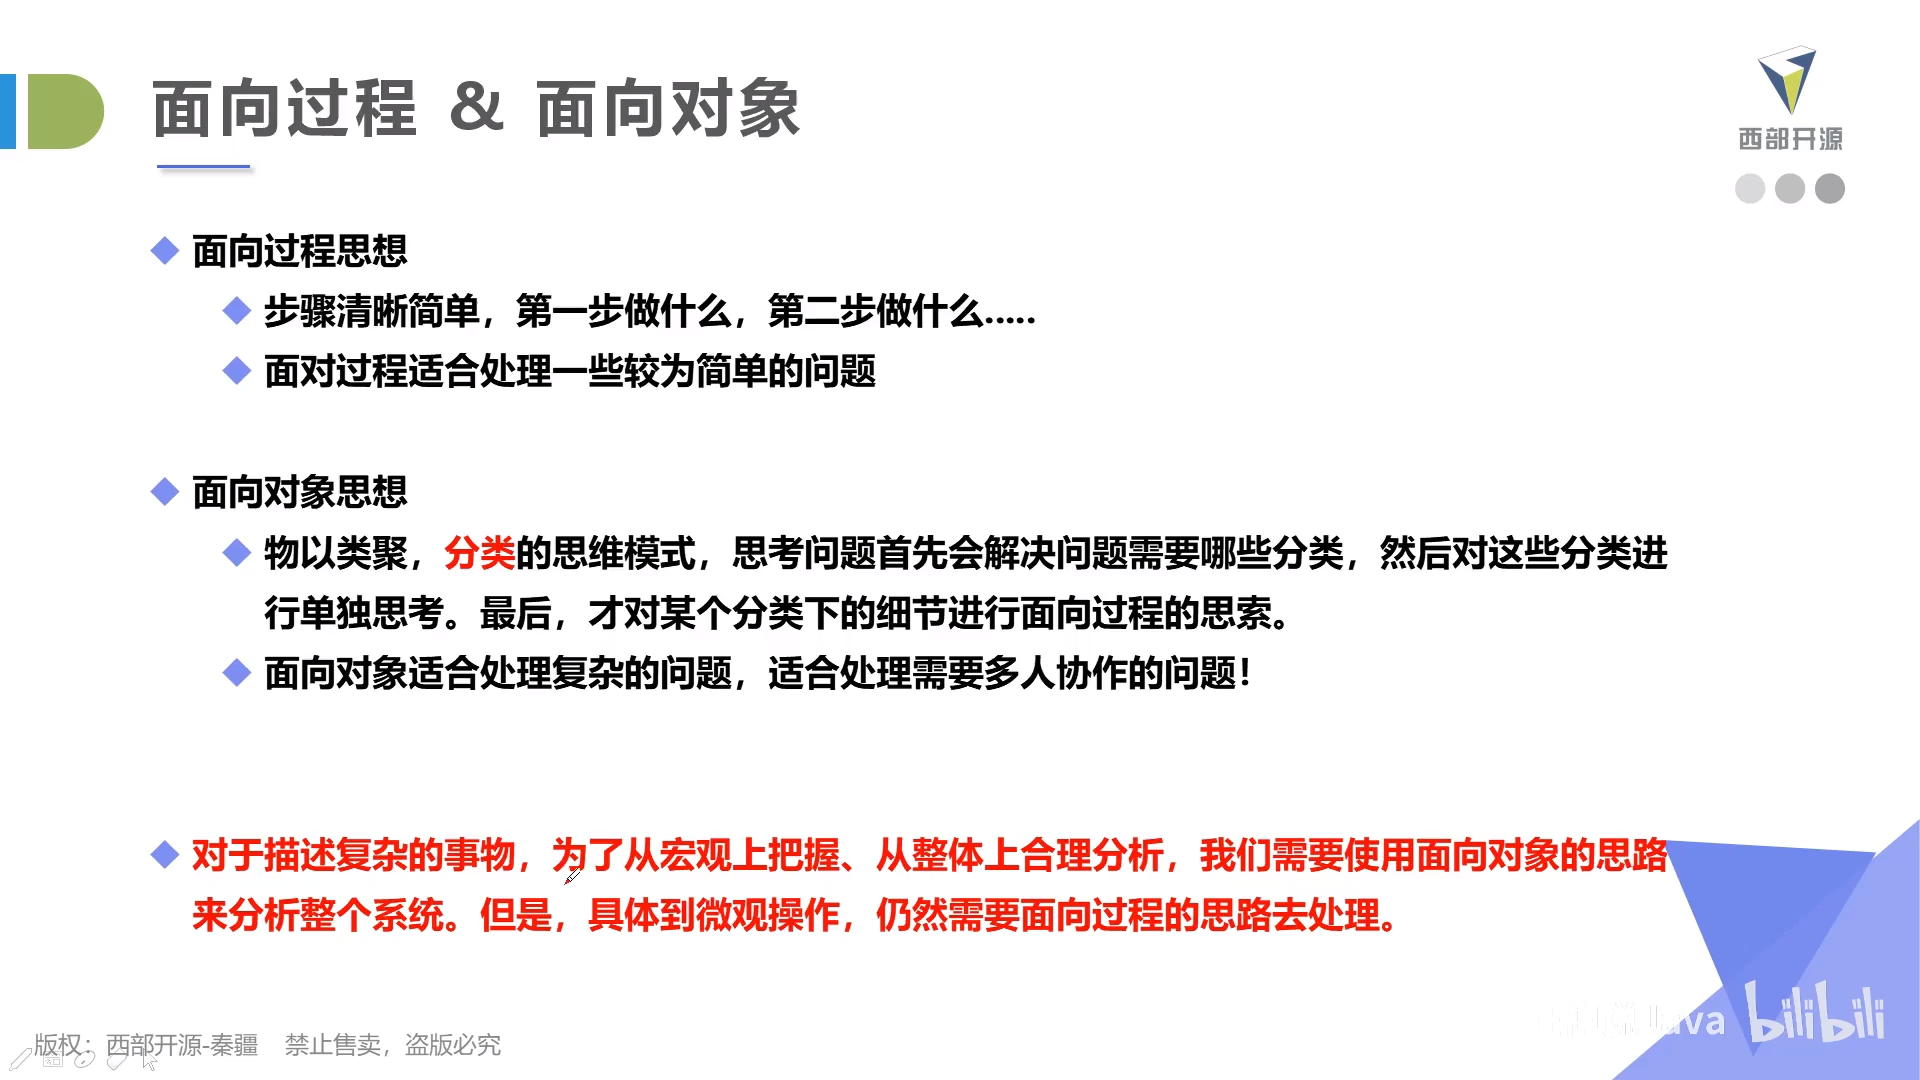 面向过程 & 面向对象
西部开源
面向过程思想
步骤清晰简单，第一步做什么，第二步做什么.....
面对过程适合处理一些较为简单的问题
面向对象思想
物以类聚，分类的思维模式，思考问题首先会解决问题需要哪些分类，然后对这些分类进
行单独思考。最后，才对某个分类下的细节进行面向过程的思索。
面向对象适合处理复杂的问题，适合处理需要多人协作的问题！
对于描述复杂的事物，为了从宏观上把握、从整体上合理分析，我们需要使用面向对象的思路
来分析整个系统。但是，具体到微观操作，仍然需要面向过程的思路去处理。
Java bilibili
版权：西部开源-秦疆 禁止售卖，盗版必究